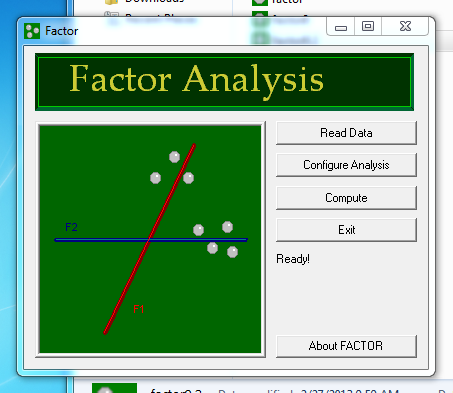 Downloads
factor
Factor
Factor Analysis
Read Data
Configure Analysis
Compute
Exit
Ready!
F2
F1
About FACTOR